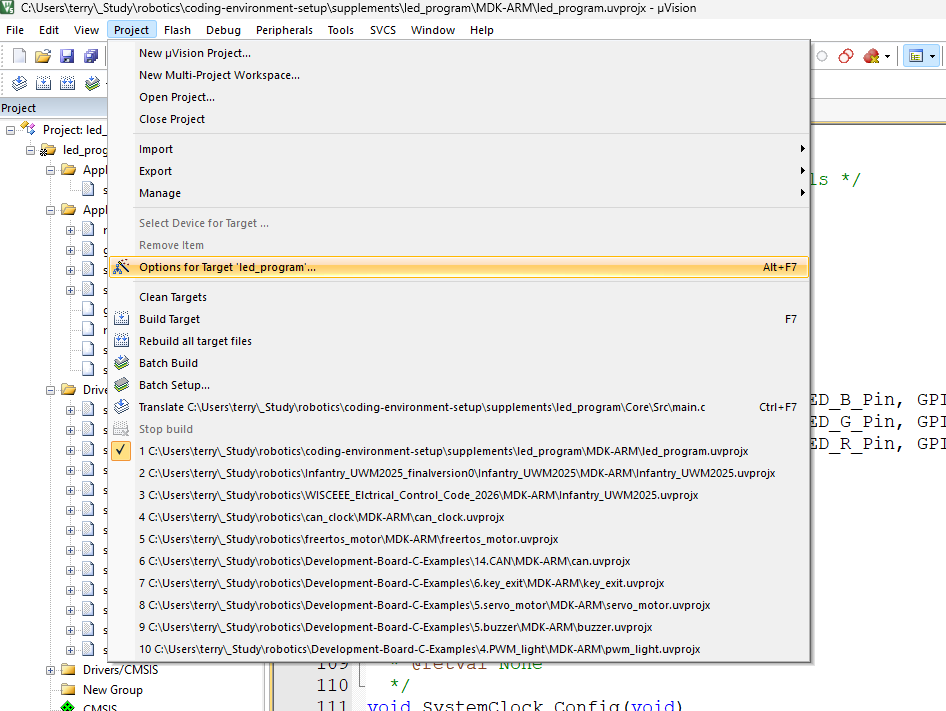 C:\Users\terry\_Study\robotics\coding-environment-setup\supplements\led_program\MDK-ARM\led_program.uvprojx - µVision
File Edit View Project Flash Debug Peripherals Tools SVCS Window Help
New µVision Project...
New Multi-Project Workspace...
Open Project...
Close Project
Import
Export
Manage
Select Device for Target ...
Remove Item
Options for Target 'led_program'... Alt+F7
Clean Targets
Build Target F7
Rebuild all target files
Batch Build
Batch Setup...
Translate C:\Users\terry\_Study\robotics\coding-environment-setup\supplements\led_program\Core\Src\main.c Ctrl+F7
Stop build
1 C:\Users\terry\_Study\robotics\coding-environment-setup\supplements\led_program\MDK-ARM\led_program.uvprojx
2 C:\Users\terry\_Study\robotics\Infantry_UWM2025_finalversion0\Infantry_UWM2025\MDK-ARM\Infantry_UWM2025.uvprojx
3 C:\Users\terry\_Study\robotics\WISCEEE_Elctrical_Control_Code_2026\MDK-ARM\Infantry_UWM2025.uvprojx
4 C:\Users\terry\_Study\robotics\can_clock\MDK-ARM\can_clock.uvprojx
5 C:\Users\terry\_Study\robotics\freertos_motor\MDK-ARM\freertos_motor.uvprojx
6 C:\Users\terry\_Study\robotics\Development-Board-C-Examples\14.CAN\MDK-ARM\can.uvprojx
7 C:\Users\terry\_Study\robotics\Development-Board-C-Examples\6.key_exit\MDK-ARM\key_exit.uvprojx
8 C:\Users\terry\_Study\robotics\Development-Board-C-Examples\5.servo_motor\MDK-ARM\servo_motor.uvprojx
9 C:\Users\terry\_Study\robotics\Development-Board-C-Examples\5.buzzer\MDK-ARM\buzzer.uvprojx
10 C:\Users\terry\_Study\robotics\Development-Board-C-Examples\4.PWM_light\MDK-ARM\pwm_light.uvprojx
Project
Project: led_
led_prog
Appl
Appl
Drive
Drivers/CMSIS
New Group
CMSIS
ls */
ED_B_Pin, GPI
ED_G_Pin, GPI
ED_R_Pin, GPI
109 * @retval None
110 */
111 void SystemClock_Config(void)